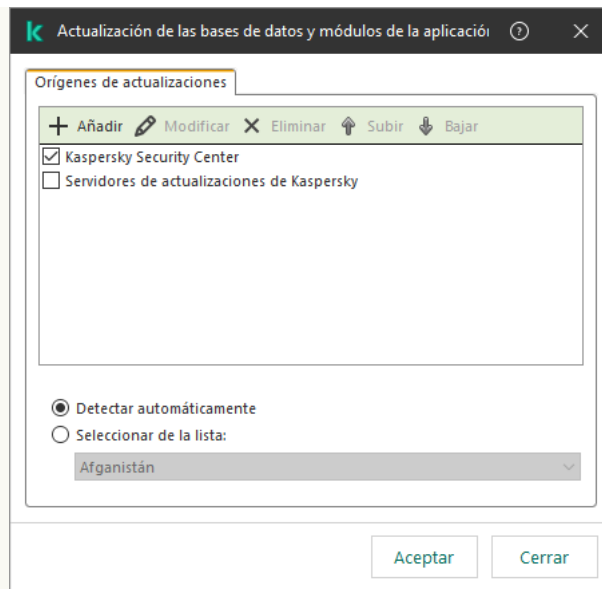 Actualización de las bases de datos y módulos de la aplicació
Orígenes de actualizaciones
Añadir Modificar Eliminar Subir Bajar
Kaspersky Security Center
Servidores de actualizaciones de Kaspersky
Detectar automáticamente
Seleccionar de la lista:
Afganistán
Aceptar Cerrar